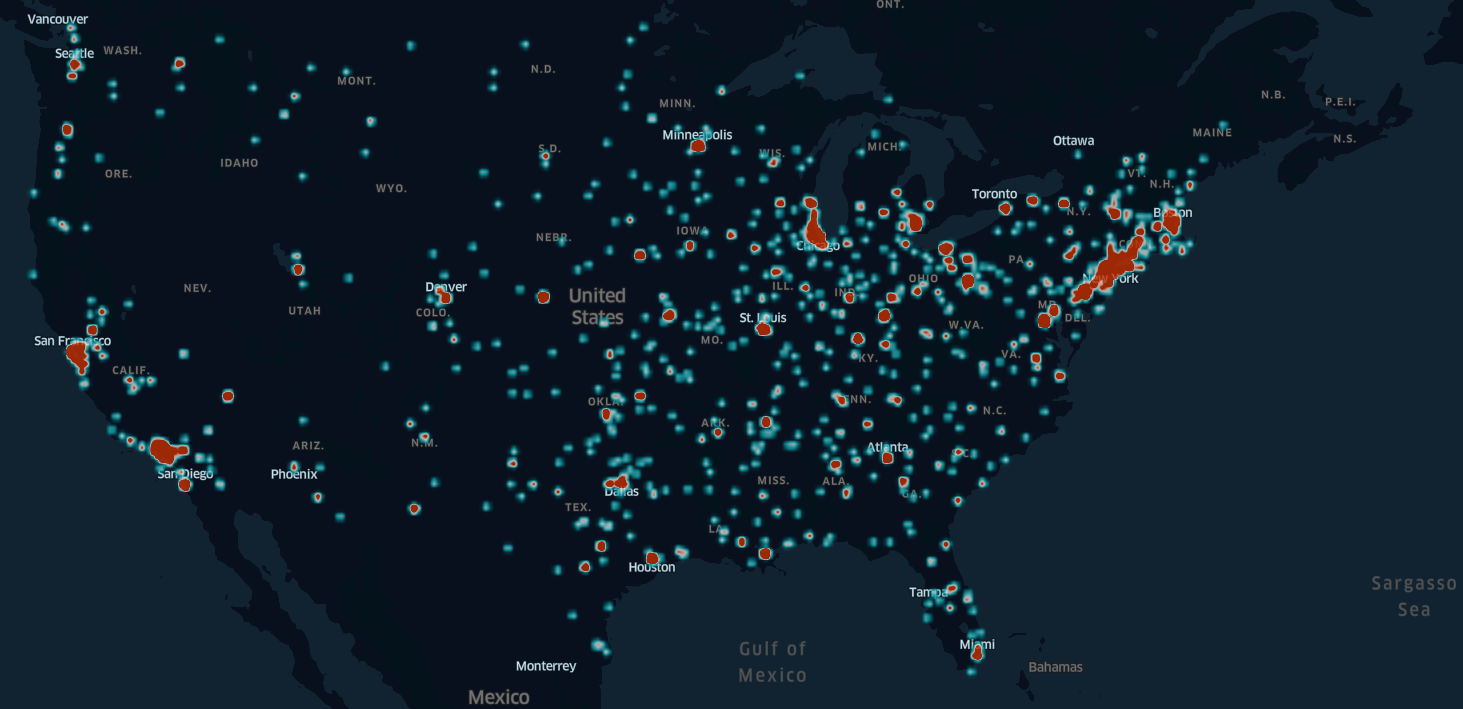 ONT.
Vancouver
Seattle
WASH.
MONT.
N.D.
MINN.
N.B.
P.E.I.
Minneapolis
MAINE
N.S.
Ottawa
S.D.
WIS.
MICH.
IDAHO
ORE.
WYO.
VT.
N.H.
Toronto
N.Y.
Boston
NEBR.
IOWA
Chicago
CONN.
PA.
NEV.
Denver
UTAH
COLO.
United
States
ILL.
IND.
OHIO
New York
MD.
DEL.
St. Louis
W.VA.
San Francisco
MO.
KY.
VA.
CALIF.
OKLA.
TENN.
N.C.
ARK.
ARIZ.
N.M.
Atlanta
S.C.
San Diego
Phoenix
Dallas
MISS.
ALA.
GA.
TEX.
LA.
Houston
Tampa
Sargasso
Sea
Miami
Gulf of
Mexico
Monterrey
Bahamas
Mexico